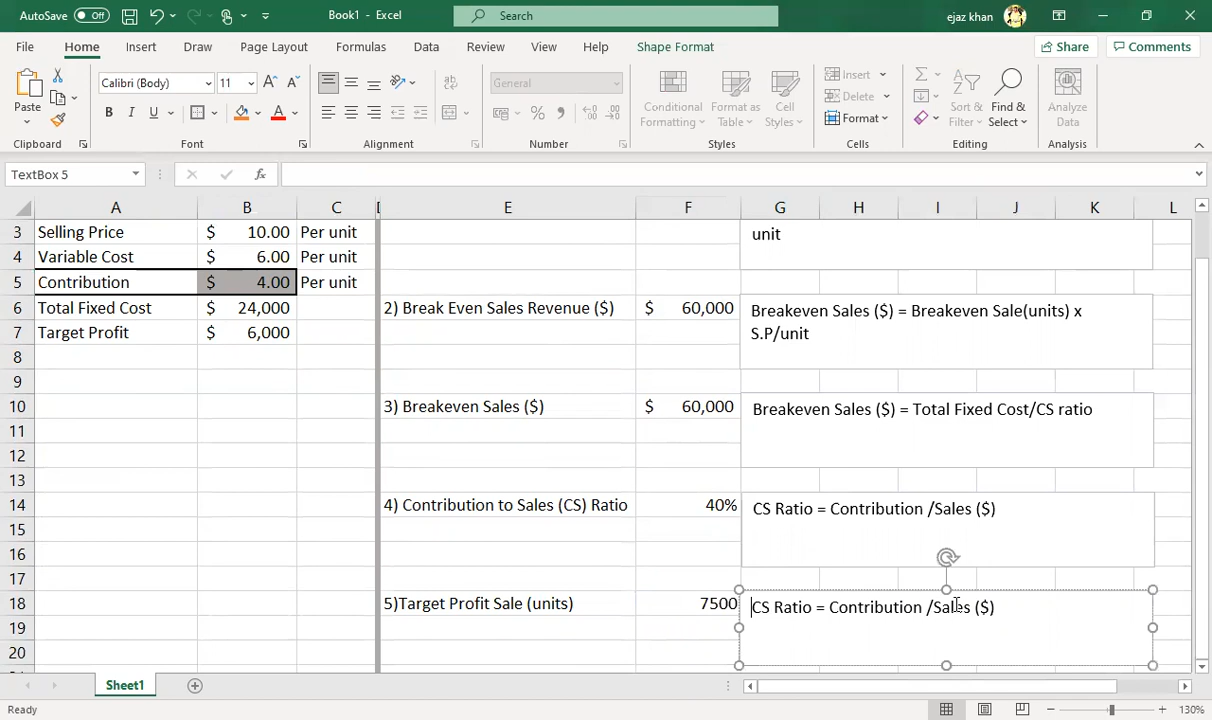 AutoSave Off Book1 - Excel Search ejaz khan
File Home Insert Draw Page Layout Formulas Data Review View Help Shape Format Share Comments
Paste Calibri (Body) 11 A A General Conditional Formatting Format as Table Cell Styles Insert Delete Format Sort & Filter Find & Select Analyze Data
B I U A $ %
Clipboard Font Alignment Number Styles Cells Editing Analysis
TextBox 5 fx
A B C E F G H I J K L
3 Selling Price $ 10.00 Per unit unit
4 Variable Cost $ 6.00 Per unit
5 Contribution $ 4.00 Per unit
6 Total Fixed Cost $ 24,000 2) Break Even Sales Revenue ($) $ 60,000 Breakeven Sales ($) = Breakeven Sale(units) x
7 Target Profit $ 6,000 S.P/unit
8
9
10 3) Breakeven Sales ($) $ 60,000 Breakeven Sales ($) = Total Fixed Cost/CS ratio
11
12
13
14 4) Contribution to Sales (CS) Ratio 40% CS Ratio = Contribution /Sales ($)
15
16
17
18 5)Target Profit Sale (units) 7500 CS Ratio = Contribution /Sales ($)
19
20
Sheet1
Ready 130%